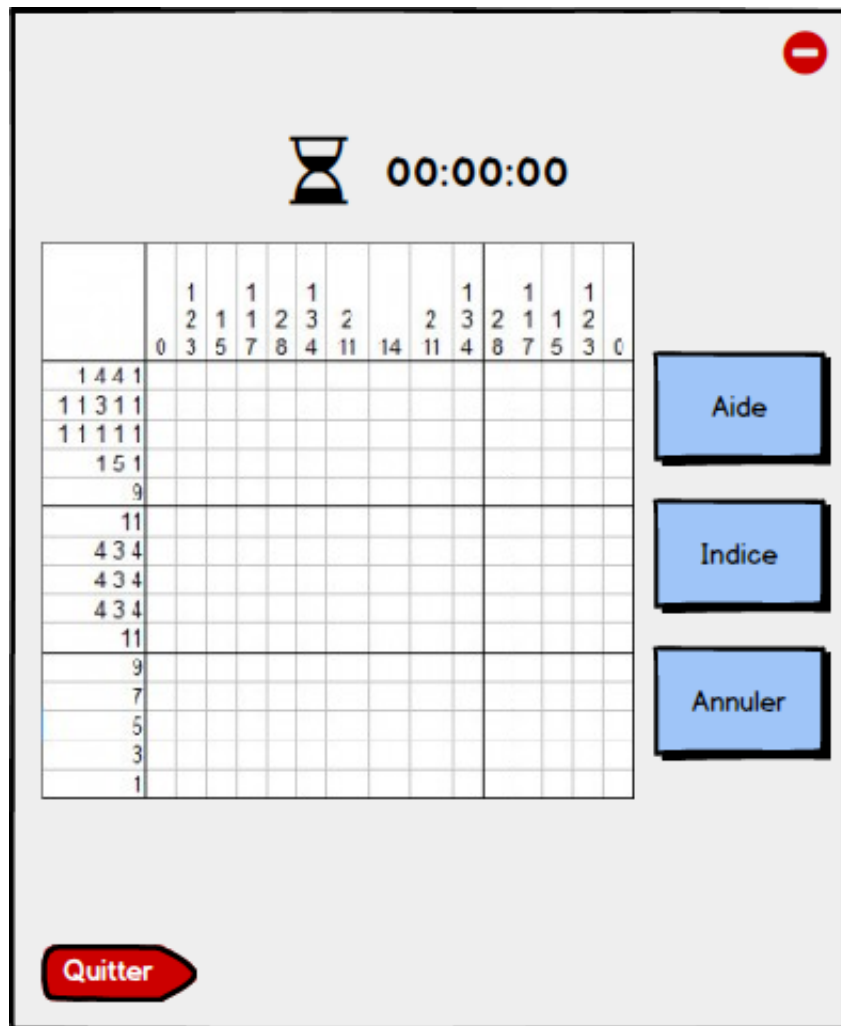 00:00:00
1 1 1 1 1 1
2 1 1 3 3 1 2
0 3 1 5 1 7 2 8 4 2 11 14 2 11 4 2 8 1 7 1 5 3 0
1 4 4 1
1 1 3 1 1
1 1 1 1 1
1 5 1
9
11
4 3 4
4 3 4
4 3 4
11
9
7
5
3
1
Aide
Indice
Annuler
Quitter